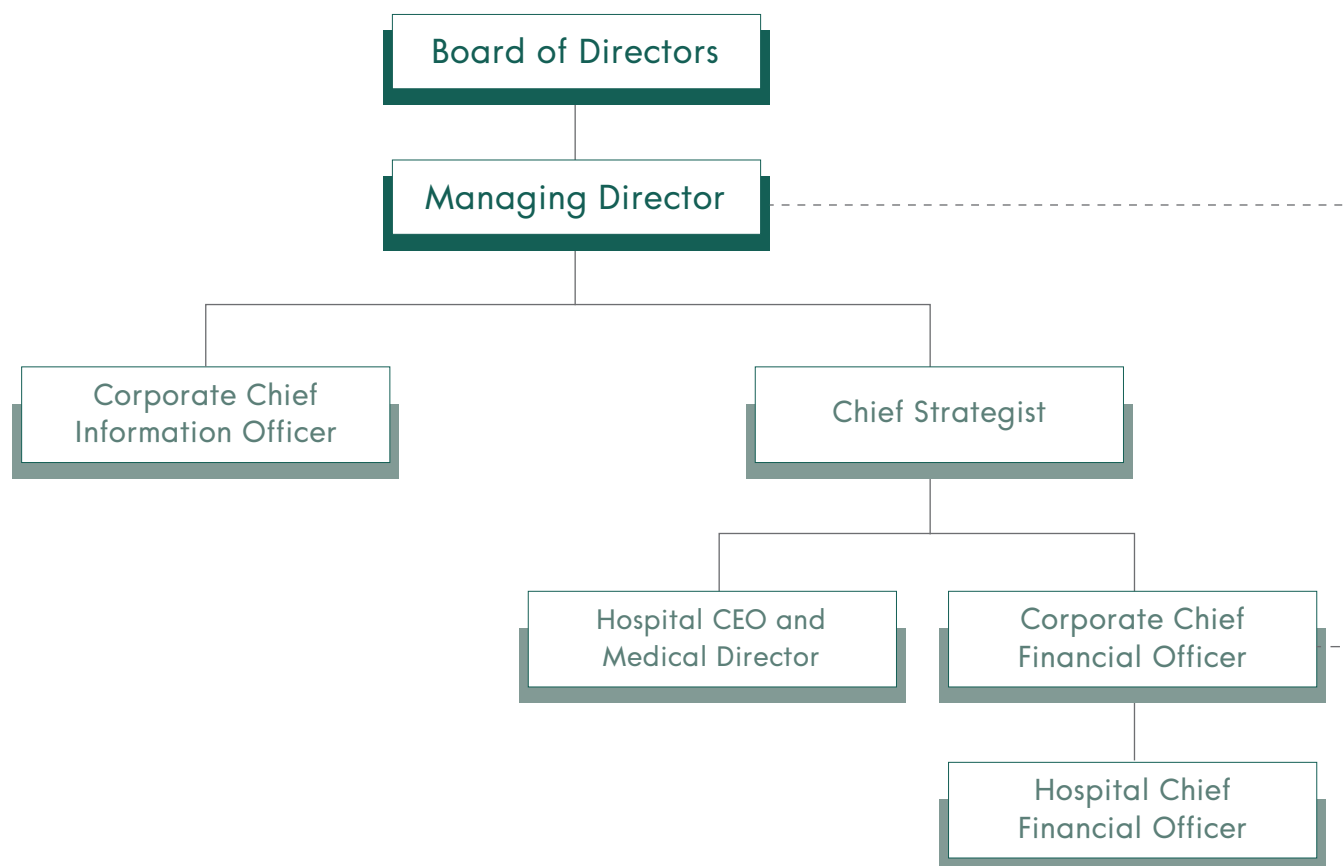 Board of Directors
Managing Director
Corporate Chief
Information Officer
Chief Strategist
Hospital CEO and
Medical Director
Corporate Chief
Financial Officer
Hospital Chief
Financial Officer